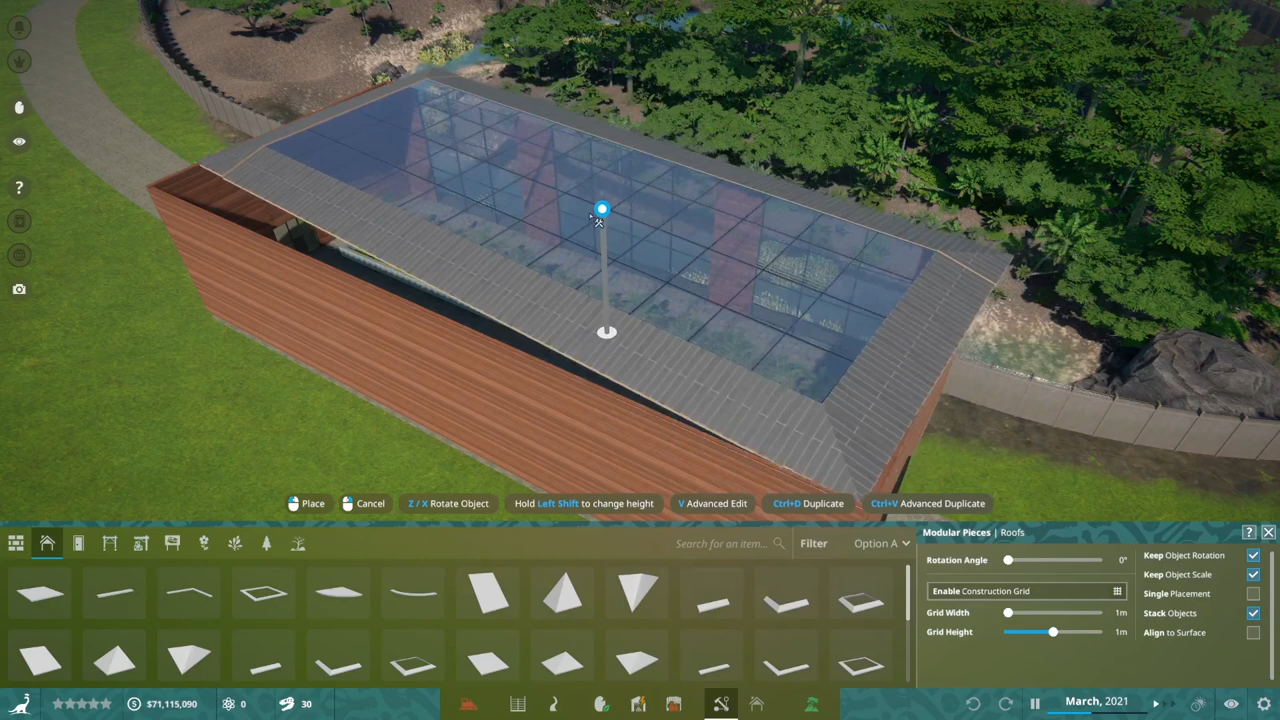 ?
Place
Cancel
Z / X Rotate Object
Hold Left Shift to change height
V Advanced Edit
Ctrl+D Duplicate
Ctrl+V Advanced Duplicate
Search for an item...
Filter
Option A
Modular Pieces | Roofs
?
Rotation Angle
0°
Enable Construction Grid
Grid Width
1m
Grid Height
1m
Keep Object Rotation
Keep Object Scale
Single Placement
Stack Objects
Align to Surface
$71,115,090
0
30
March, 2021